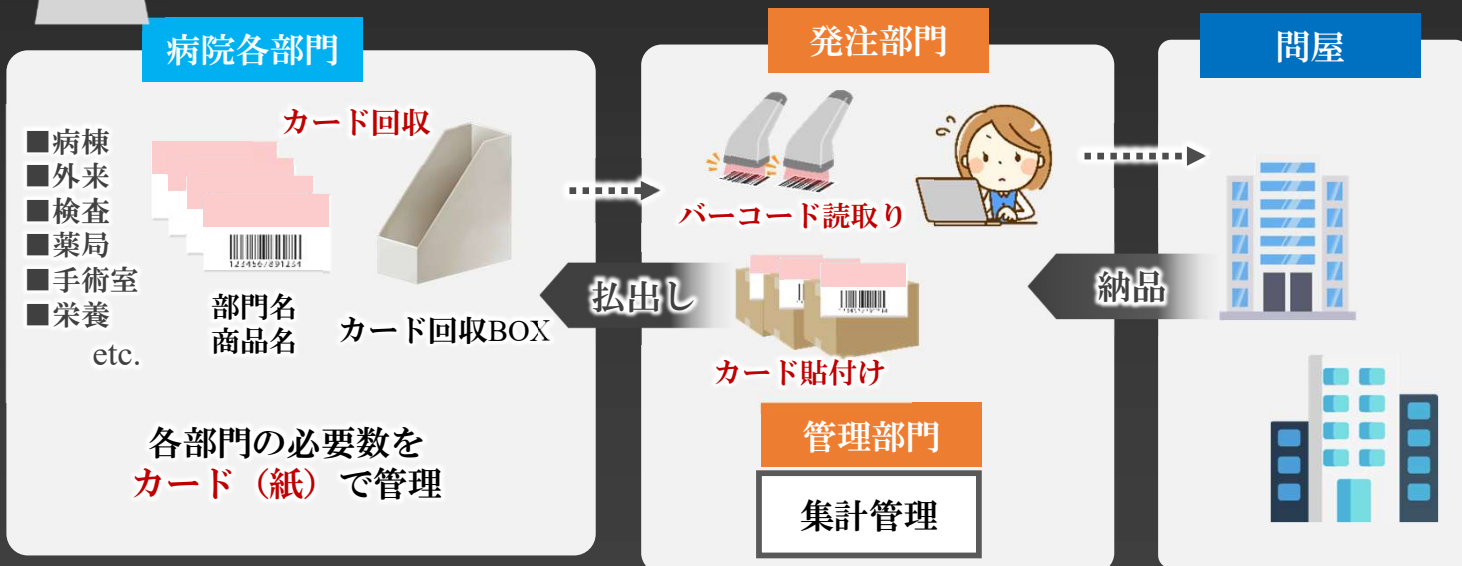 病院各部門
カード回収
■病棟
■外来
■検査
■薬局
■手術室
■栄養
etc.
1234567891234
部門名
商品名
カード回収BOX
各部門の必要数を
カード（紙）で管理
発注部門
バーコード読取り
払出し
カード貼付け
管理部門
集計管理
問屋
納品